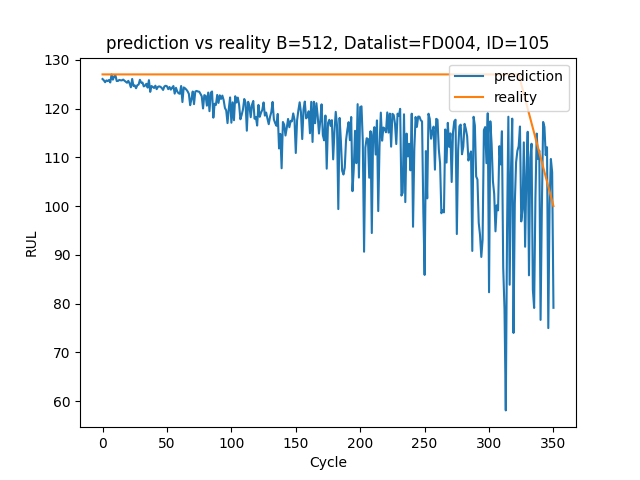 prediction vs reality B=512, Datalist=FD004, ID=105
prediction
reality
RUL
130
120
110
100
90
80
70
60
0 50 100 150 200 250 300 350
Cycle